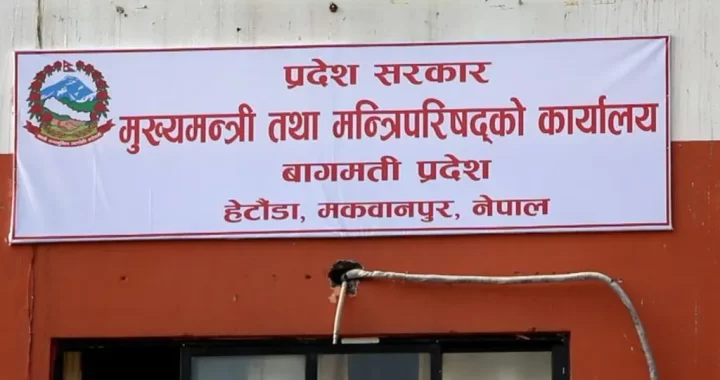 प्रदेश सरकार
मुख्यमन्त्री तथा मन्त्रिपरिषद्को कार्यालय
बागमती प्रदेश
हेटौंडा, मकवानपुर, नेपाल